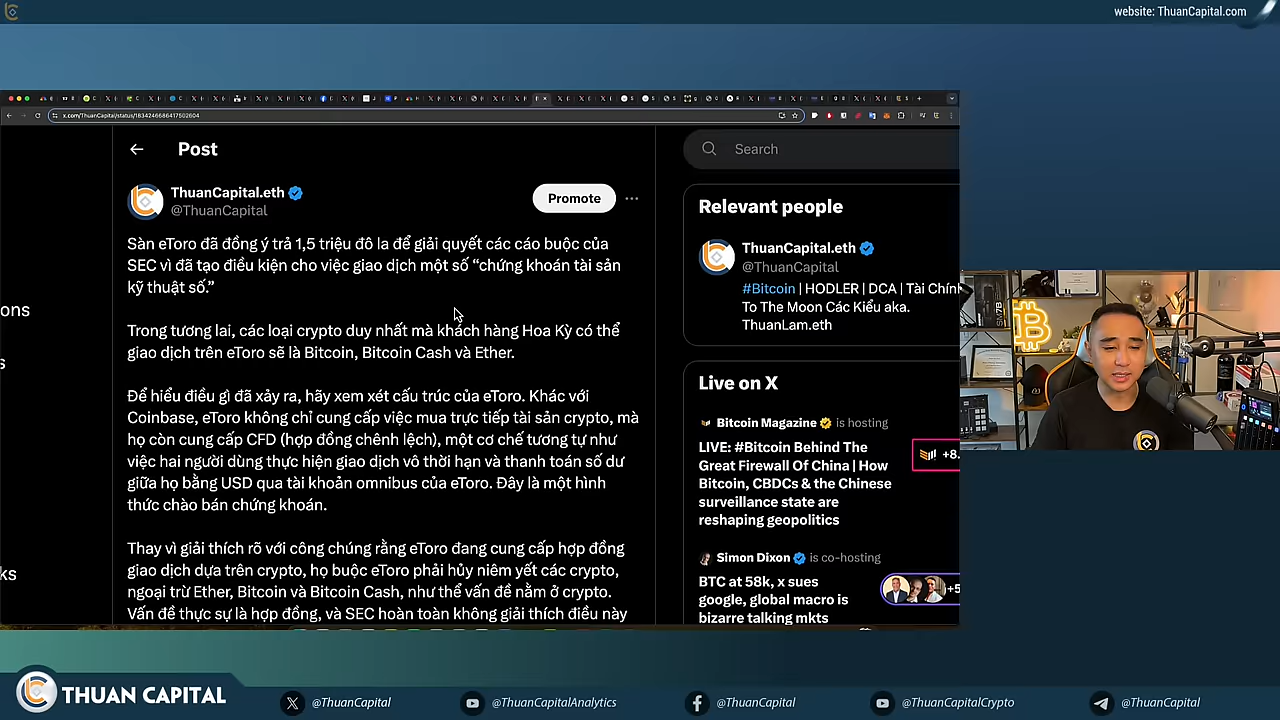 website: ThuanCapital.com
x.com/ThuanCapital/status/1834246686417502604
Post
Search
ThuanCapital.eth
@ThuanCapital
Promote
Sàn eToro đã đồng ý trả 1,5 triệu đô la để giải quyết các cáo buộc của
SEC vì đã tạo điều kiện cho việc giao dịch một số “chứng khoán tài sản
kỹ thuật số.”
Trong tương lai, các loại crypto duy nhất mà khách hàng Hoa Kỳ có thể
giao dịch trên eToro sẽ là Bitcoin, Bitcoin Cash và Ether.
Để hiểu điều gì đã xảy ra, hãy xem xét cấu trúc của eToro. Khác với
Coinbase, eToro không chỉ cung cấp việc mua trực tiếp tài sản crypto, mà
họ còn cung cấp CFD (hợp đồng chênh lệch), một cơ chế tương tự như
việc hai người dùng thực hiện giao dịch vô thời hạn và thanh toán số dư
giữa họ bằng USD qua tài khoản omnibus của eToro. Đây là một hình
thức chào bán chứng khoán.
Thay vì giải thích rõ với công chúng rằng eToro đang cung cấp hợp đồng
giao dịch dựa trên crypto, họ buộc eToro phải hủy niêm yết các crypto,
ngoại trừ Ether, Bitcoin và Bitcoin Cash, như thể vấn đề nằm ở crypto.
Vấn đề thực sự là hợp đồng, và SEC hoàn toàn không giải thích điều này
ons
s
ks
Relevant people
ThuanCapital.eth
@ThuanCapital
#Bitcoin | HODLER | DCA | Tài Chín
To The Moon Các Kiểu aka.
ThuanLam.eth
Live on X
Bitcoin Magazine is hosting
LIVE: #Bitcoin Behind The
Great Firewall Of China | How
Bitcoin, CBDCs & the Chinese
surveillance state are
reshaping geopolitics
+8.
Simon Dixon is co-hosting
BTC at 58k, x sues
google, global macro is
bizarre talking mkts
+5
SM7B
THUAN CAPITAL
@ThuanCapital
@ThuanCapitalAnalytics
@ThuanCapital
@ThuanCapitalCrypto
@ThuanCapital